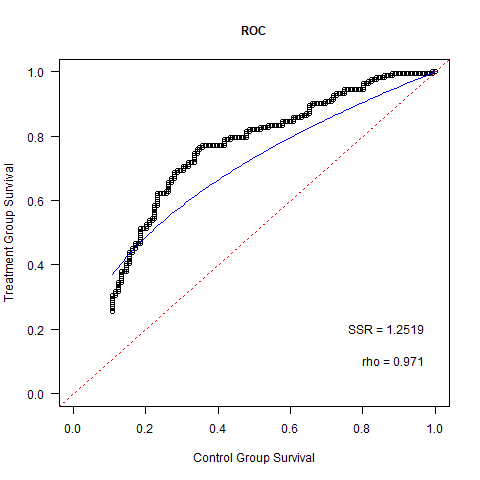 ROC
Treatment Group Survival
1.0
0.8
0.6
0.4
0.2
0.0
SSR = 1.2519
rho = 0.971
0.0 0.2 0.4 0.6 0.8 1.0
Control Group Survival